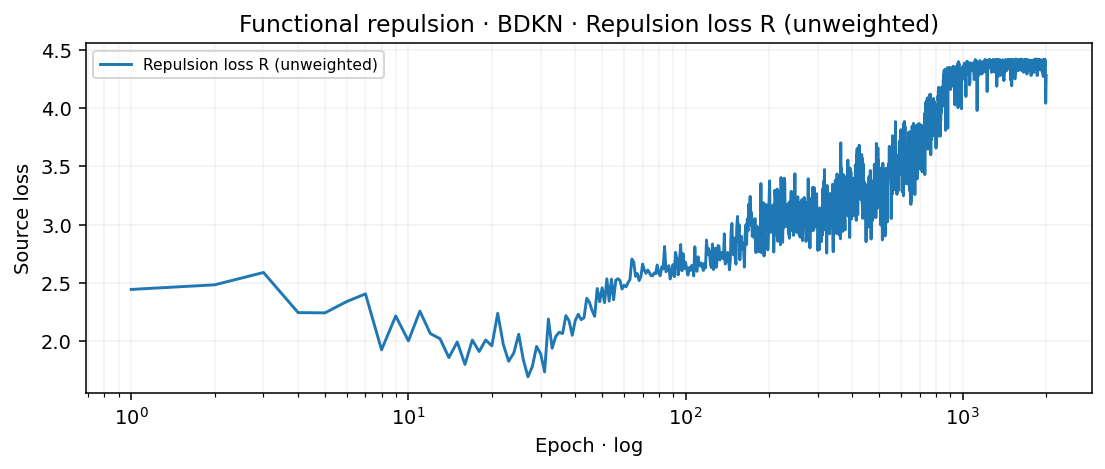 Functional repulsion · BDKN · Repulsion loss R (unweighted)
Repulsion loss R (unweighted)
Source loss
4.5
4.0
3.5
3.0
2.5
2.0
10⁰ 10¹ 10² 10³
Epoch · log